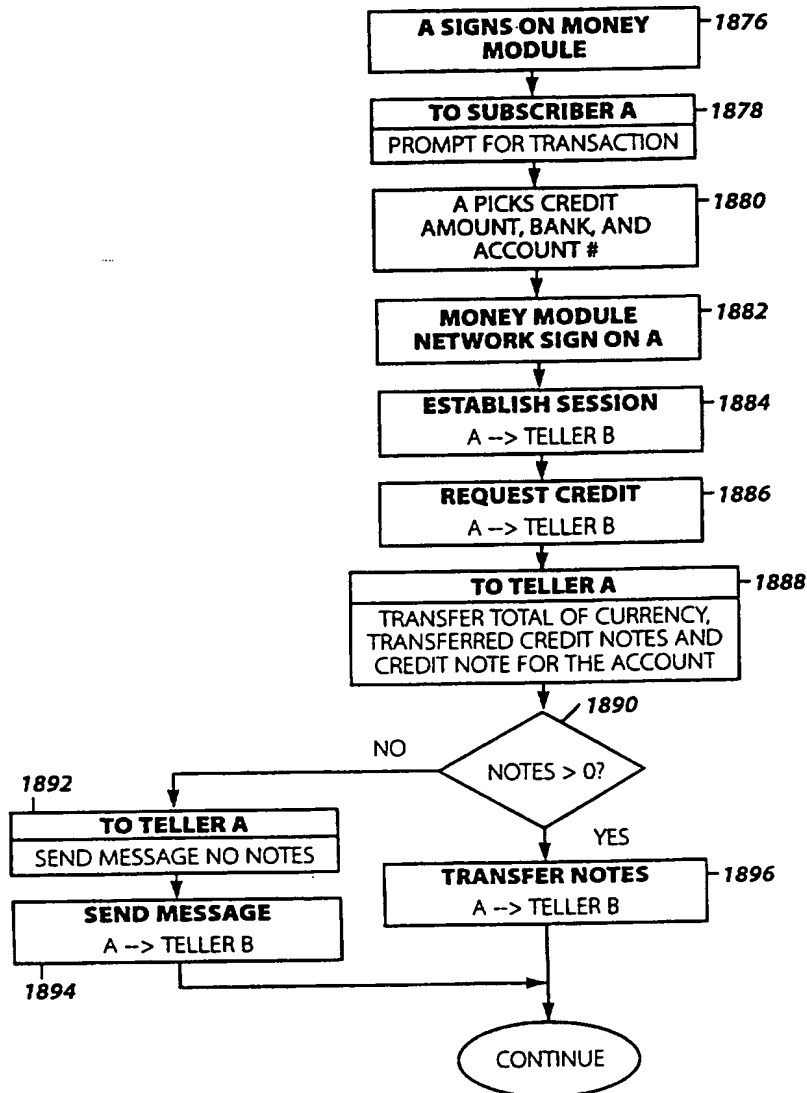 A SIGNS ON MONEY
MODULE
1876
TO SUBSCRIBER A
1878
PROMPT FOR TRANSACTION
A PICKS CREDIT
AMOUNT, BANK, AND
ACCOUNT #
1880
MONEY MODULE
NETWORK SIGN ON A
1882
ESTABLISH SESSION
1884
A --> TELLER B
REQUEST CREDIT
1886
A --> TELLER B
TO TELLER A
1888
TRANSFER TOTAL OF CURRENCY,
TRANSFERRED CREDIT NOTES AND
CREDIT NOTE FOR THE ACCOUNT
1890
NOTES > 0?
NO
YES
1892
TO TELLER A
SEND MESSAGE NO NOTES
SEND MESSAGE
A --> TELLER B
1894
TRANSFER NOTES
1896
A --> TELLER B
CONTINUE